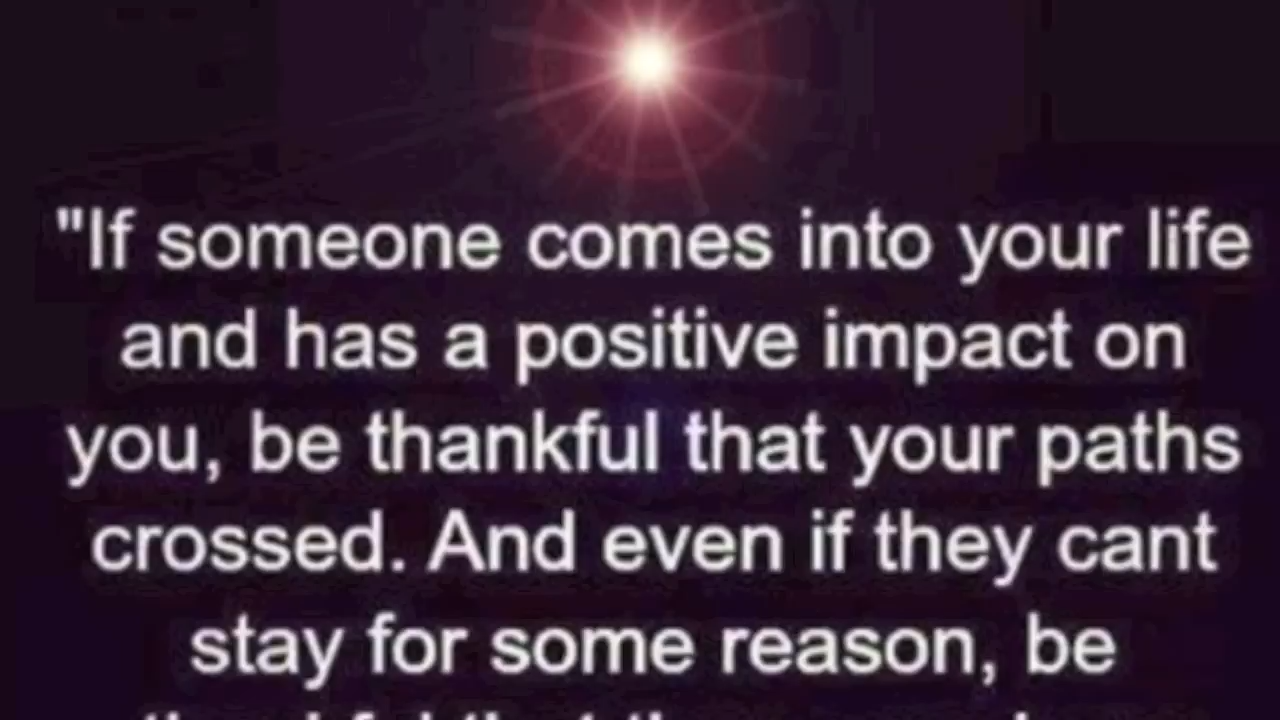 "If someone comes into your life
and has a positive impact on
you, be thankful that your paths
crossed. And even if they cant
stay for some reason, be